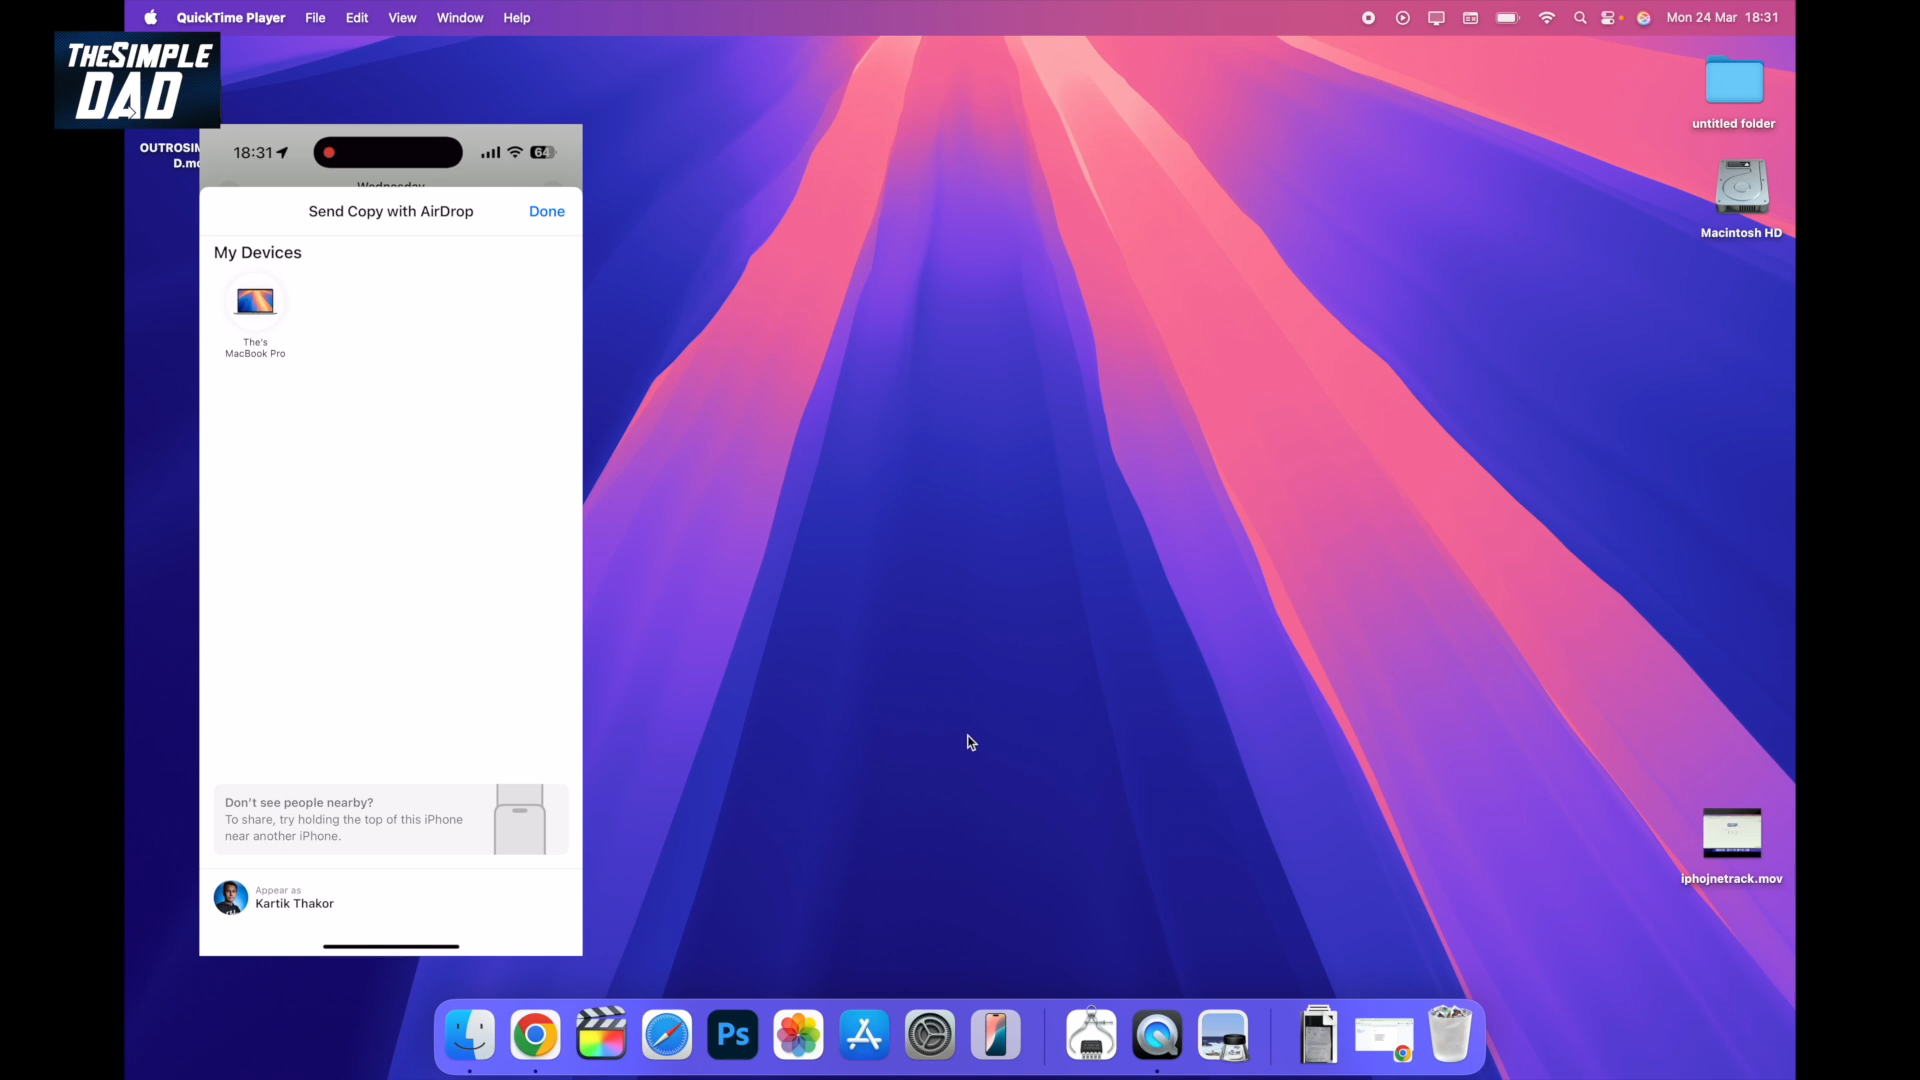 QuickTime Player File Edit View Window Help
Mon 24 Mar 18:31
THESIMPLE
DAD
untitled folder
Macintosh HD
18:31
64
Wednesday
Send Copy with AirDrop
Done
My Devices
The's
MacBook Pro
Don't see people nearby?
To share, try holding the top of this iPhone
near another iPhone.
Appear as
Kartik Thakor
iphojnetrack.mov
Ps